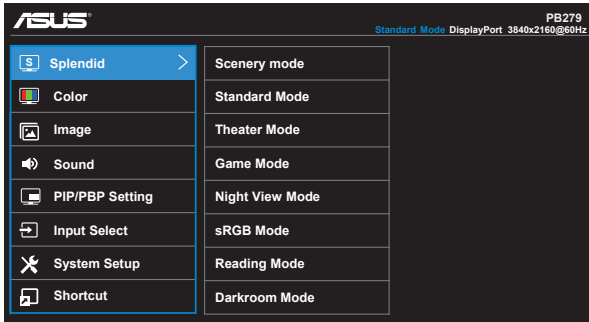 ASUS
PB279
Standard Mode DisplayPort 3840x2160@60Hz
S Splendid
Color
Image
Sound
PIP/PBP Setting
Input Select
System Setup
Shortcut
Scenery mode
Standard Mode
Theater Mode
Game Mode
Night View Mode
sRGB Mode
Reading Mode
Darkroom Mode